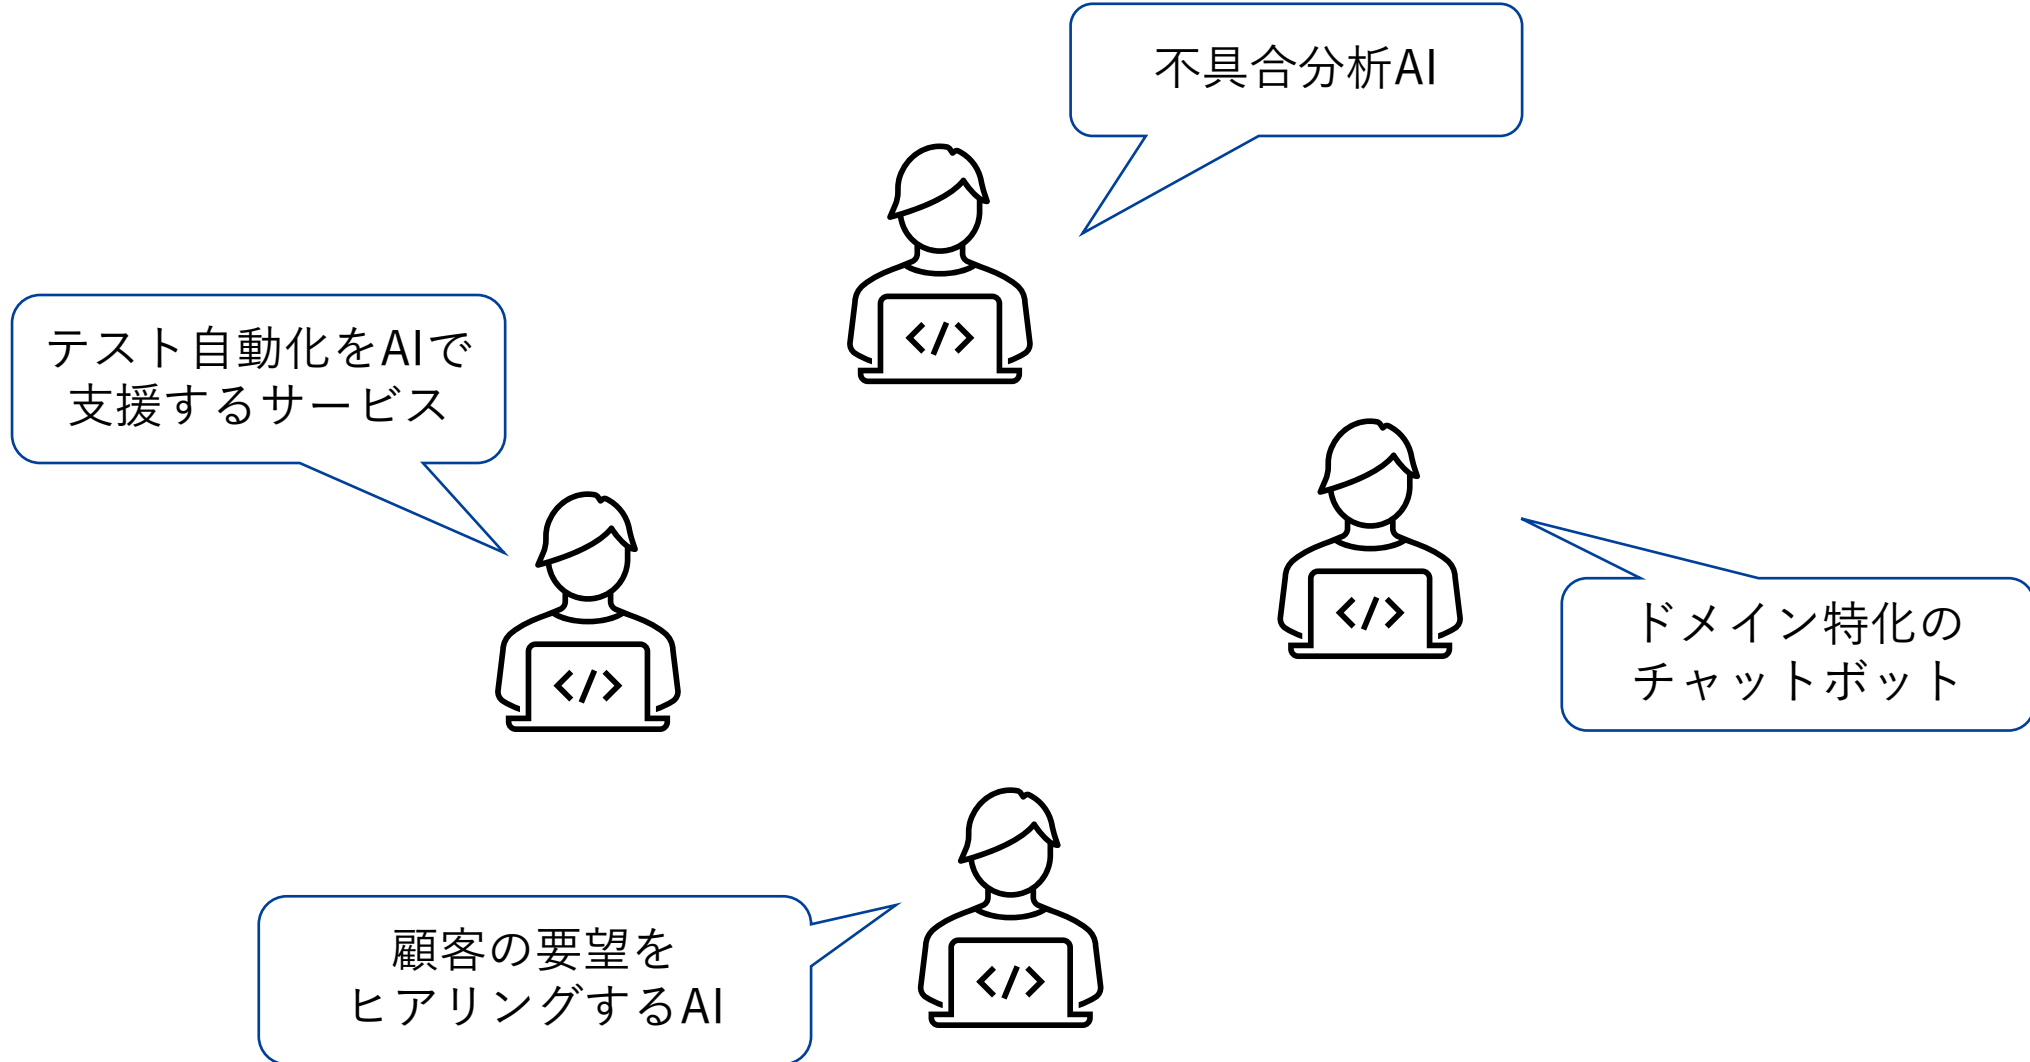 不具合分析AI
テスト自動化をAIで
支援するサービス
</>
</>
ドメイン特化の
チャットボット
</>
顧客の要望を
ヒアリングするAI
</>